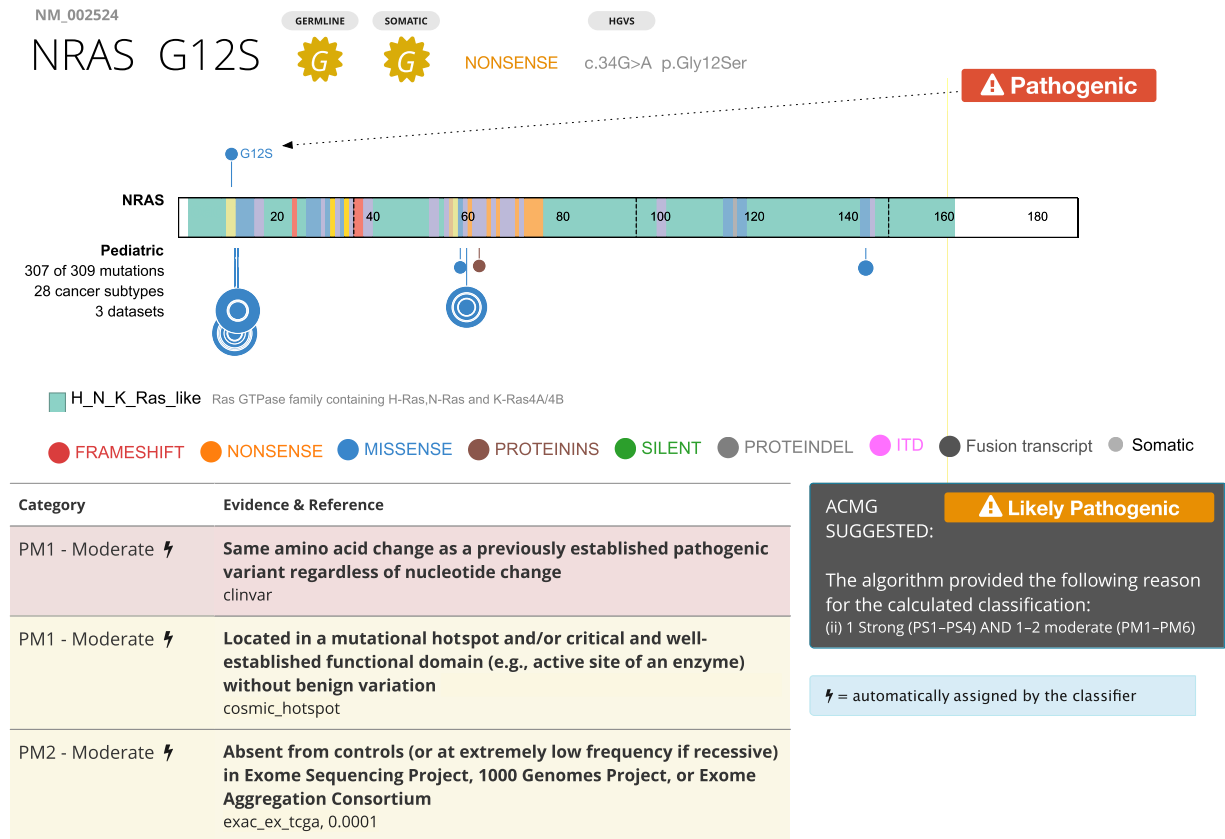 NM_002524
GERMLINE
SOMATIC
HGVS
NRAS G12S
G
G
NONSENSE
c.34G>A p.Gly12Ser
Pathogenic
G12S
NRAS
20
40
60
80
100
120
140
160
180
Pediatric
307 of 309 mutations
28 cancer subtypes
3 datasets
H_N_K_Ras_like
Ras GTPase family containing H-Ras,N-Ras and K-Ras4A/4B
FRAMESHIFT
NONSENSE
MISSENSE
PROTEININS
SILENT
PROTEINDEL
ITD
Fusion transcript
Somatic
Category
Evidence & Reference
PM1 - Moderate
Same amino acid change as a previously established pathogenic
variant regardless of nucleotide change
clinvar
PM1 - Moderate
Located in a mutational hotspot and/or critical and well-
established functional domain (e.g., active site of an enzyme)
without benign variation
cosmic_hotspot
PM2 - Moderate
Absent from controls (or at extremely low frequency if recessive)
in Exome Sequencing Project, 1000 Genomes Project, or Exome
Aggregation Consortium
exac_ex_tcga, 0.0001
ACMG
SUGGESTED:
Likely Pathogenic
The algorithm provided the following reason
for the calculated classification:
(ii) 1 Strong (PS1–PS4) AND 1–2 moderate (PM1–PM6)
= automatically assigned by the classifier